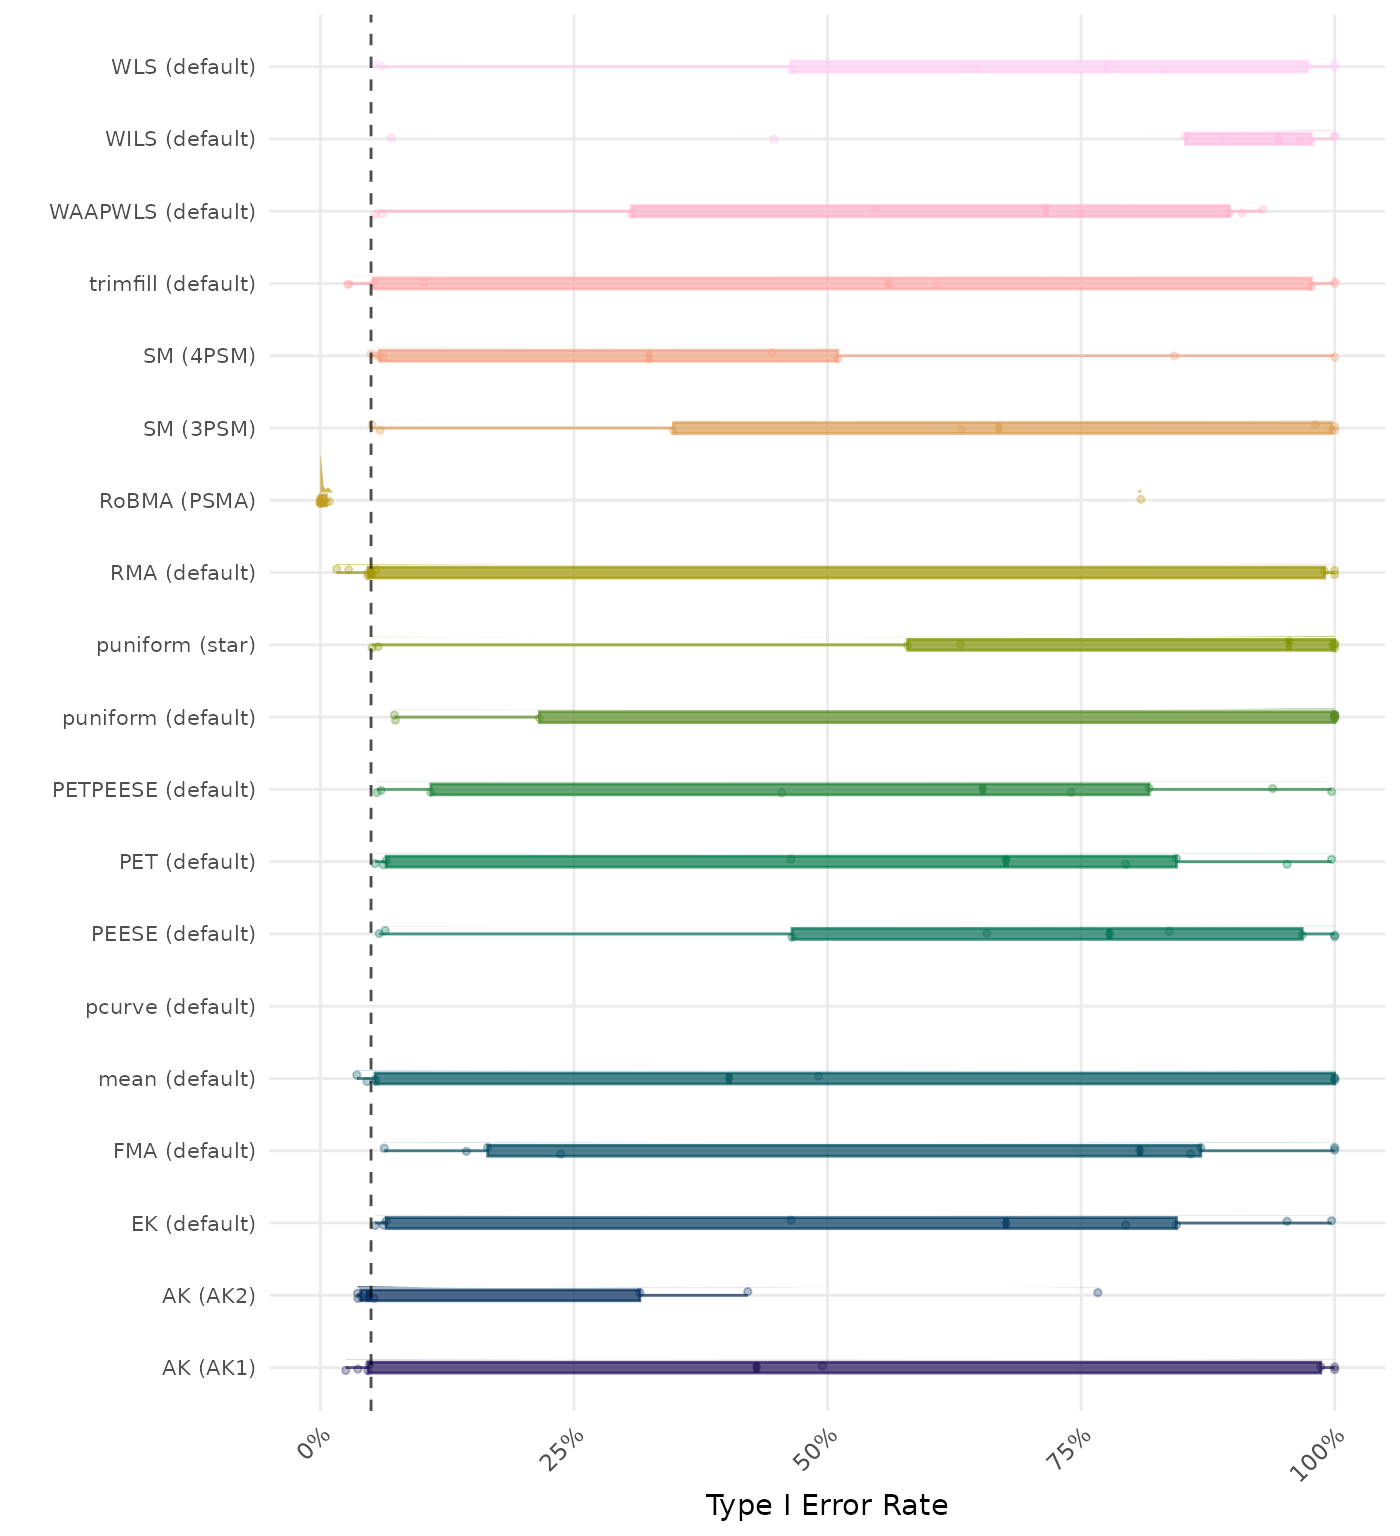 WLS (default)
WILS (default)
WAAPWLS (default)
trimfill (default)
SM (4PSM)
SM (3PSM)
RoBMA (PSMA)
RMA (default)
puniform (star)
puniform (default)
PETPEESE (default)
PET (default)
PEESE (default)
pcurve (default)
mean (default)
FMA (default)
EK (default)
AK (AK2)
AK (AK1)
0% 25% 50% 75% 100%
Type I Error Rate